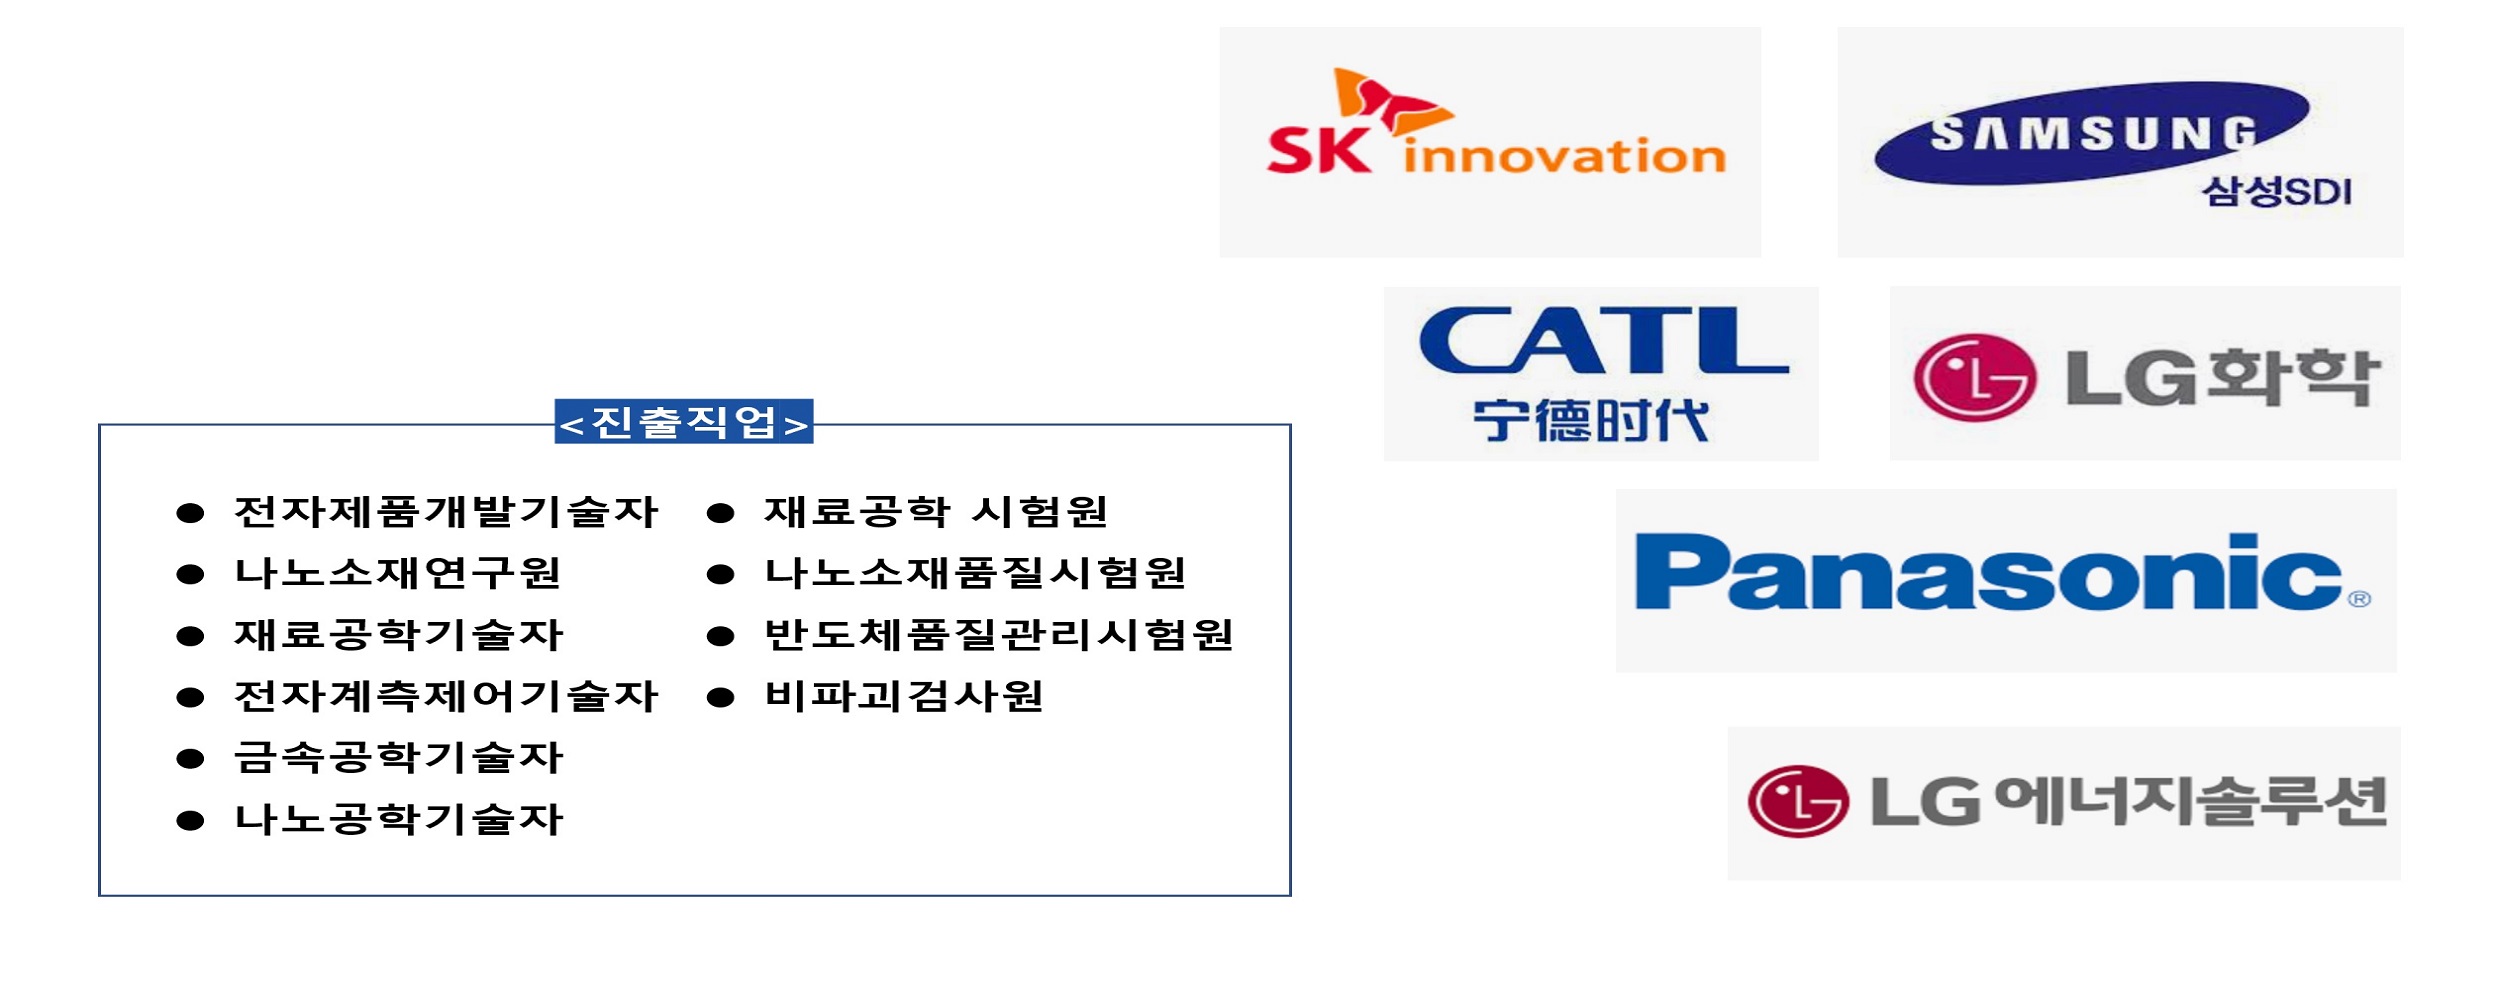 SK innovation
SAMSUNG
삼성SDI
CATL
宁德时代
LG화학
<진출직업>
● 전자제품개발기술자
● 나노소재연구원
● 재료공학기술자
● 전자계측제어기술자
● 금속공학기술자
● 나노공학기술자
● 재료공학 시험원
● 나노소재품질시험원
● 반도체품질관리시험원
● 비파괴검사원
Panasonic®
LG에너지솔루션